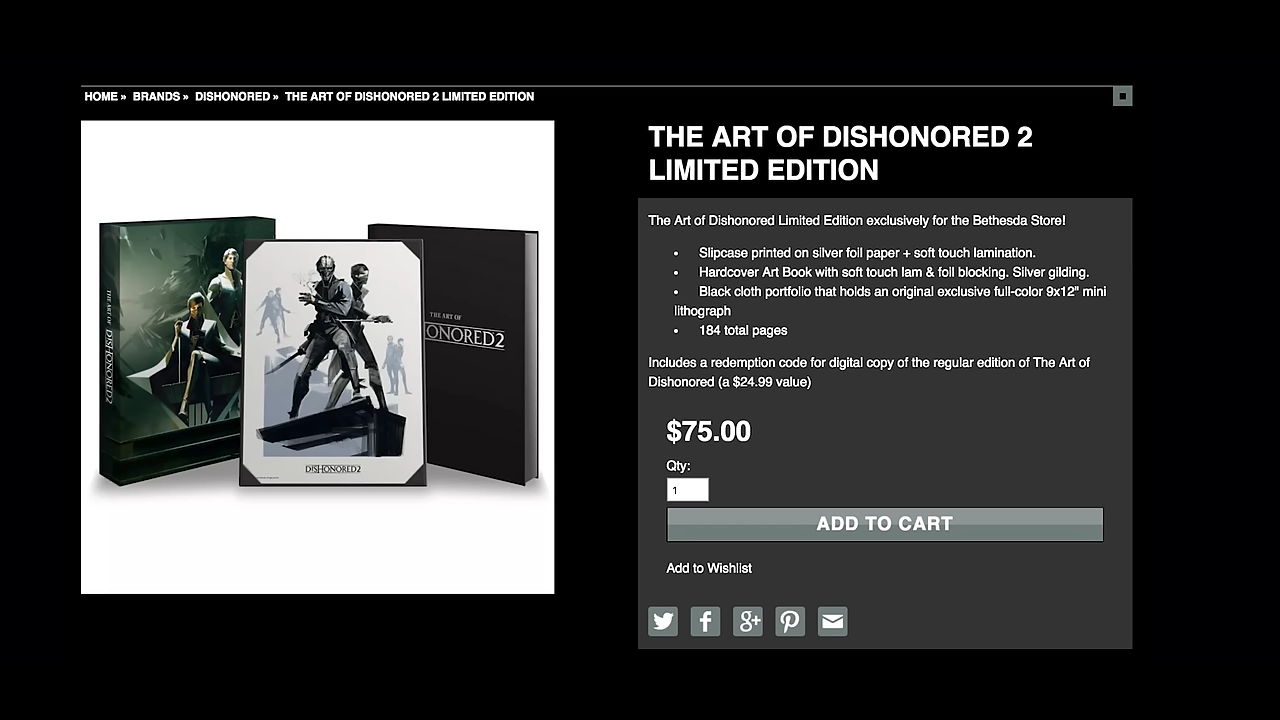 HOME » BRANDS » DISHONORED » THE ART OF DISHONORED 2 LIMITED EDITION
THE ART OF DISHONORED 2
LIMITED EDITION
The Art of Dishonored Limited Edition exclusively for the Bethesda Store!
• Slipcase printed on silver foil paper + soft touch lamination.
• Hardcover Art Book with soft touch lam & foil blocking. Silver gilding.
• Black cloth portfolio that holds an original exclusive full-color 9x12" mini
lithograph
• 184 total pages
Includes a redemption code for digital copy of the regular edition of The Art of
Dishonored (a $24.99 value)
$75.00
Qty:
1
ADD TO CART
Add to Wishlist
THE ART OF DISHONORED2
DISHONORED2
THE ART OF
ONORED2